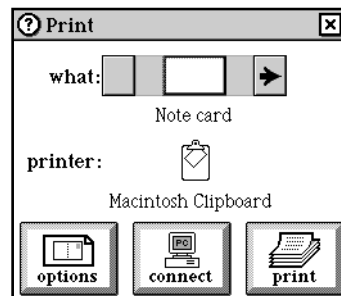 ? Print
what:
Note card
printer:
Macintosh Clipboard
PC
options connect print